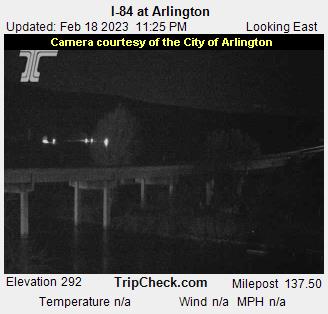 I-84 at Arlington
Updated: Feb 18 2023 11:25 PM Looking East
Camera courtesy of the City of Arlington
Elevation 292 TripCheck.com Milepost 137.50
Temperature n/a Wind n/a MPH n/a